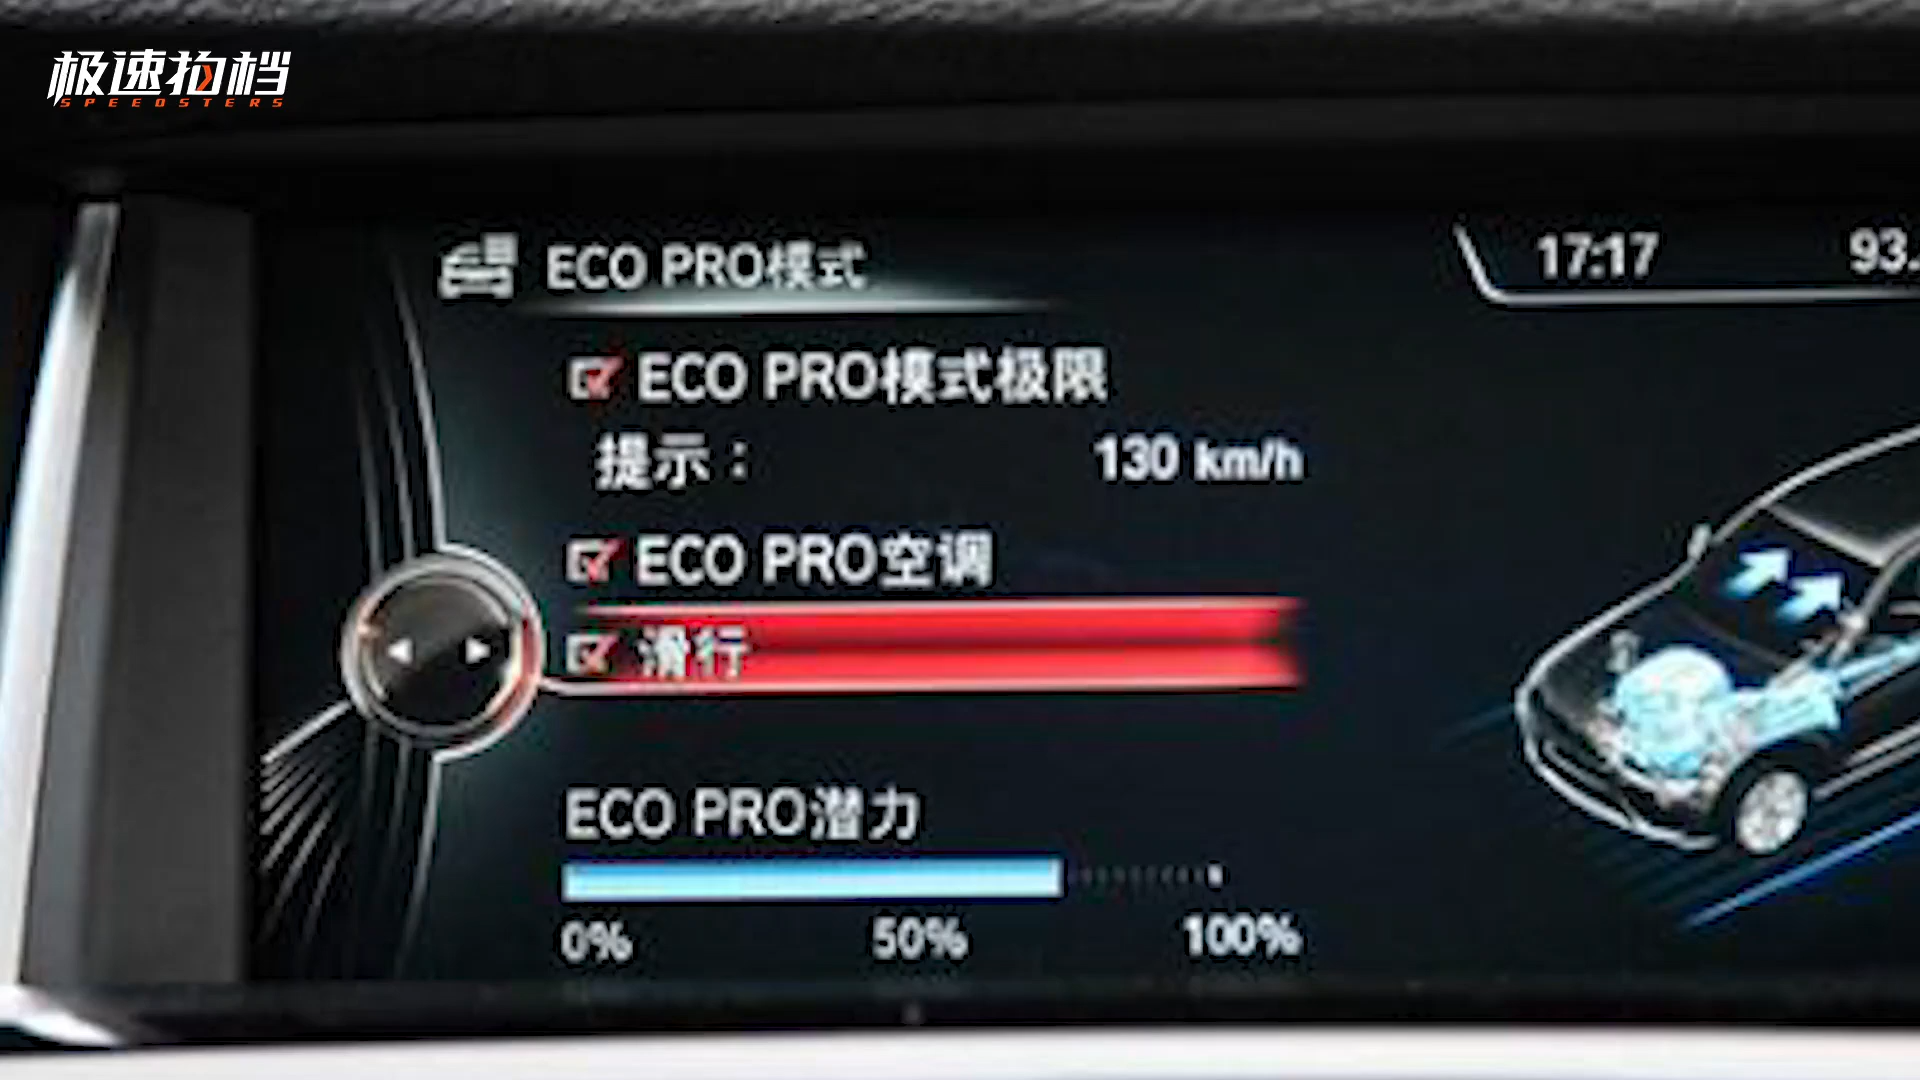 极速拍档
SPEEDSTERS
ECO PRO模式
17:17
93.
ECO PRO模式极限
提示： 130 km/h
ECO PRO空调
滑行
ECO PRO潜力
0% 50% 100%